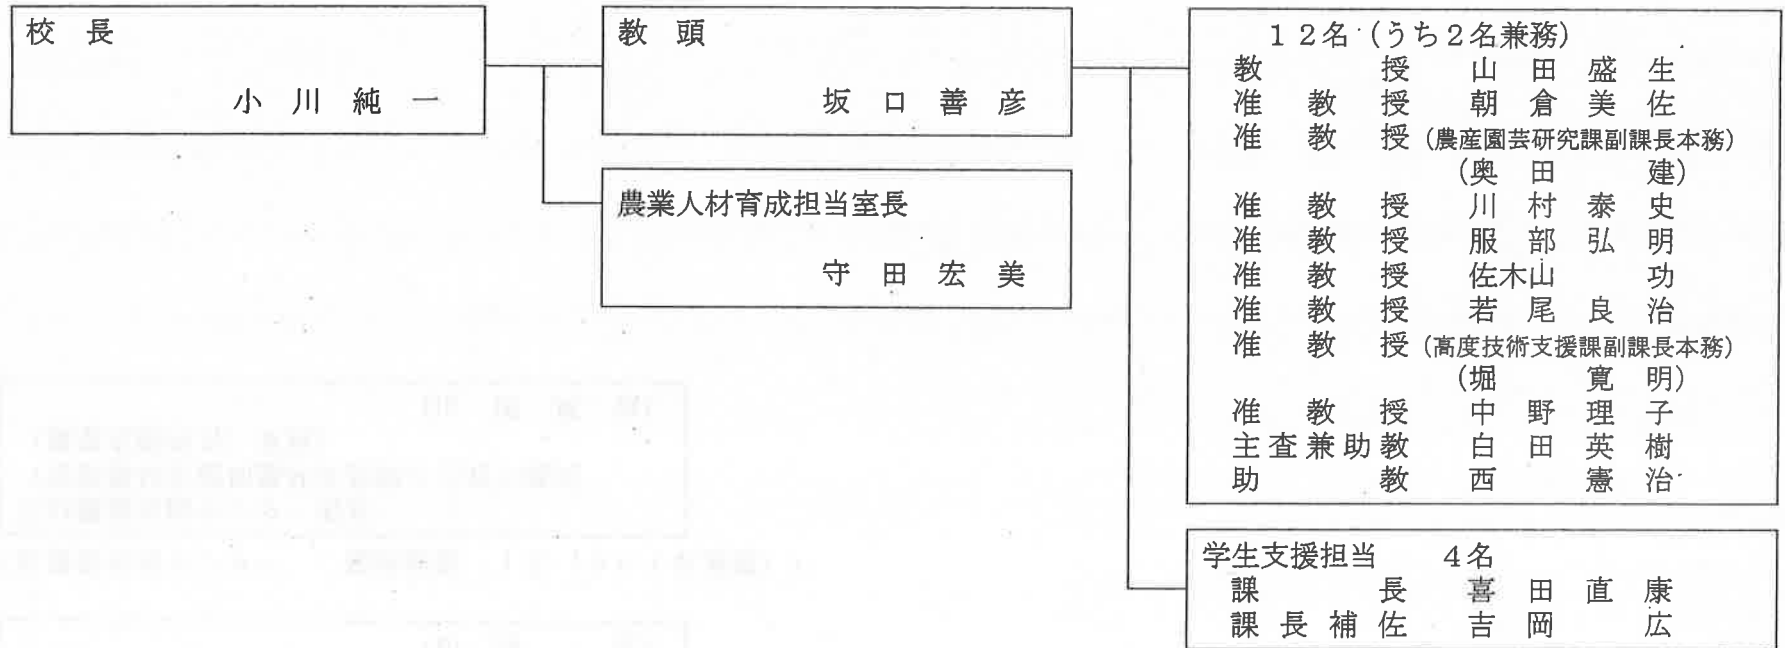 校長
小川純一
教頭
坂口善彦
農業人材育成担当室長
守田宏美
12名(うち2名兼務)
教授 山田盛生
准教授 朝倉美佐
准教授(農産園芸研究課副課長本務)
(奥田建)
准教授 川村泰史
准教授 服部弘明
准教授 佐木山功
准教授 若尾良治
准教授(高度技術支援課副課長本務)
(堀寛明)
准教授 中野理子
主査兼助教 白田英樹
助教 西憲治
学生支援担当 4名
課長 喜田直康
課長補佐 吉岡広